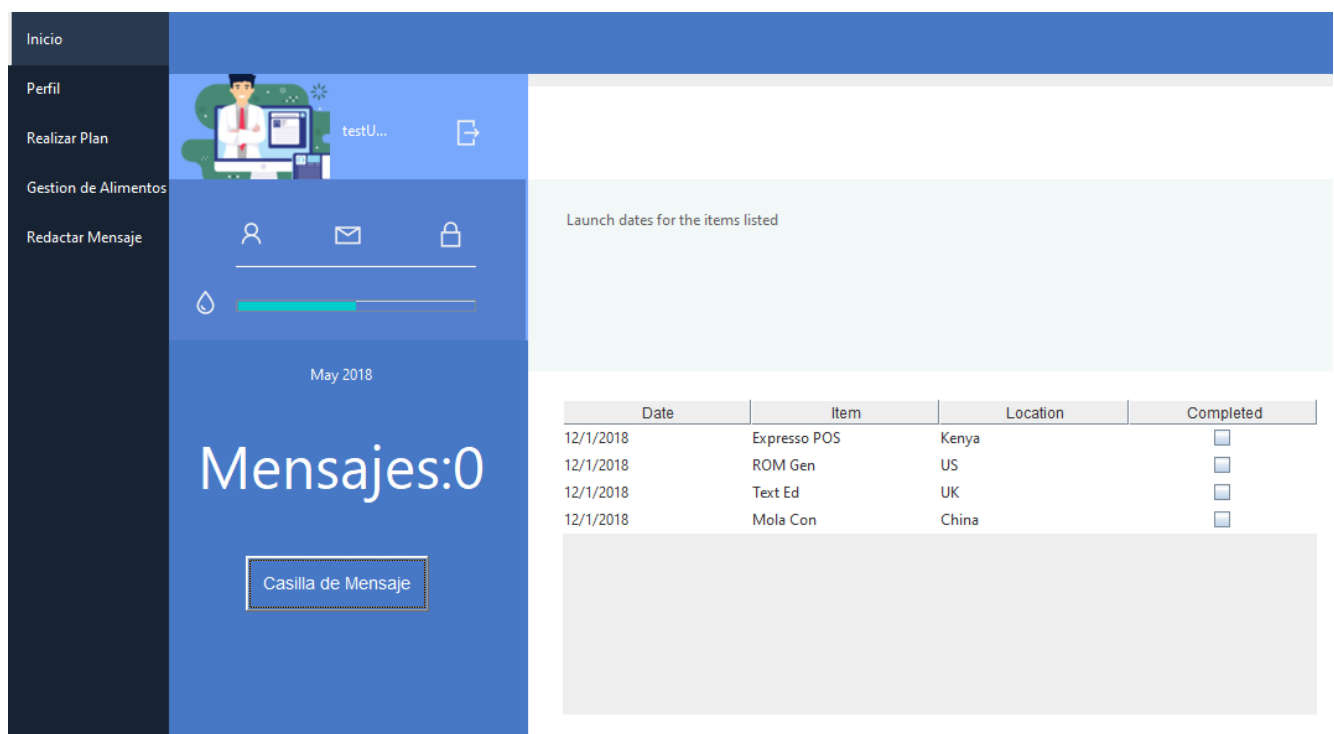 Inicio
Perfil
Realizar Plan
Gestion de Alimentos
Redactar Mensaje
testU...
May 2018
Mensajes:0
Casilla de Mensaje
Launch dates for the items listed
Date Item Location Completed
12/1/2018 Expresso POS Kenya
12/1/2018 ROM Gen US
12/1/2018 Text Ed UK
12/1/2018 Mola Con China